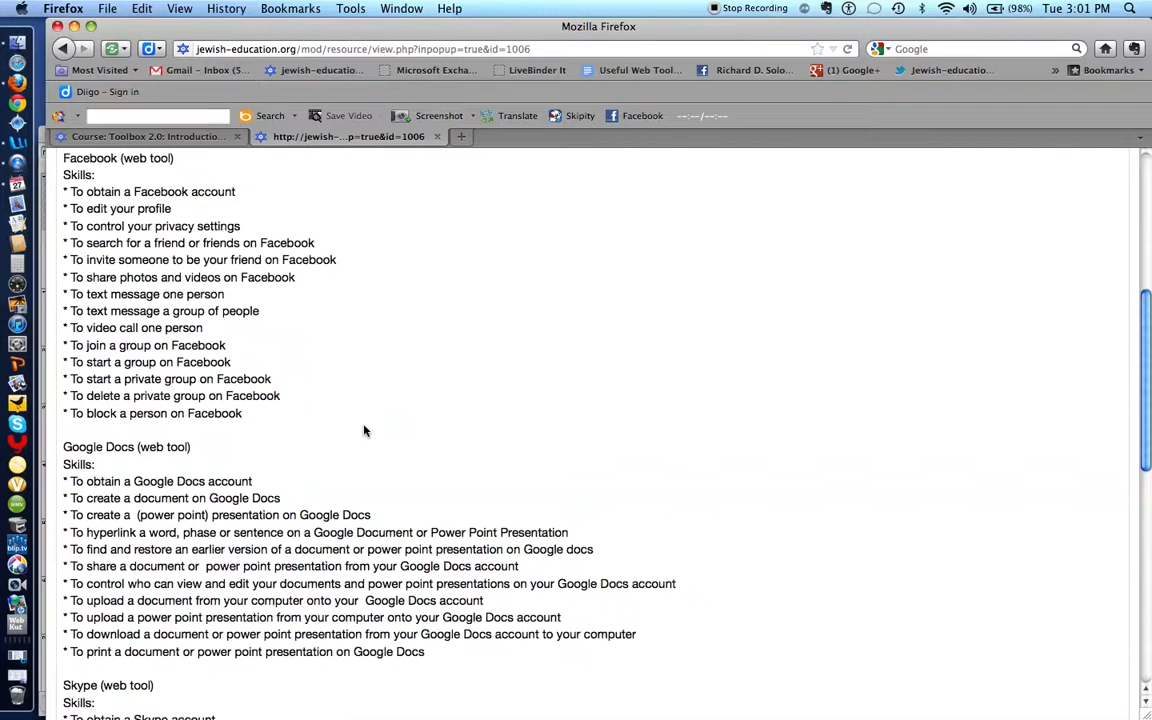 Firefox File Edit View History Bookmarks Tools Window Help Stop Recording (98%) Tue 3:01 PM
Mozilla Firefox
jewish-education.org/mod/resource/view.php?inpopup=true&id=1006 Google
Most Visited Gmail - Inbox (5... jewish-educatio... Microsoft Excha... LiveBinder It Useful Web Tool... Richard D. Solo... (1) Google+ Jewish-educatio... » Bookmarks
Diigo - Sign in
Search Save Video Screenshot Translate Skipity Facebook --:--/--:--
Course: Toolbox 2.0: Introductio... http://jewish-...p=true&id=1006
Facebook (web tool)
Skills:
* To obtain a Facebook account
* To edit your profile
* To control your privacy settings
* To search for a friend or friends on Facebook
* To invite someone to be your friend on Facebook
* To share photos and videos on Facebook
* To text message one person
* To text message a group of people
* To video call one person
* To join a group on Facebook
* To start a group on Facebook
* To start a private group on Facebook
* To delete a private group on Facebook
* To block a person on Facebook
Google Docs (web tool)
Skills:
* To obtain a Google Docs account
* To create a document on Google Docs
* To create a  (power point) presentation on Google Docs
* To hyperlink a word, phase or sentence on a Google Document or Power Point Presentation
* To find and restore an earlier version of a document or power point presentation on Google docs
* To share a document or  power point presentation from your Google Docs account
* To control who can view and edit your documents and power point presentations on your Google Docs account
* To upload a document from your computer onto your  Google Docs account
* To upload a power point presentation from your computer onto your Google Docs account
* To download a document or power point presentation from your Google Docs account to your computer
* To print a document or power point presentation on Google Docs
Skype (web tool)
Skills:
* To obtain a Skype account